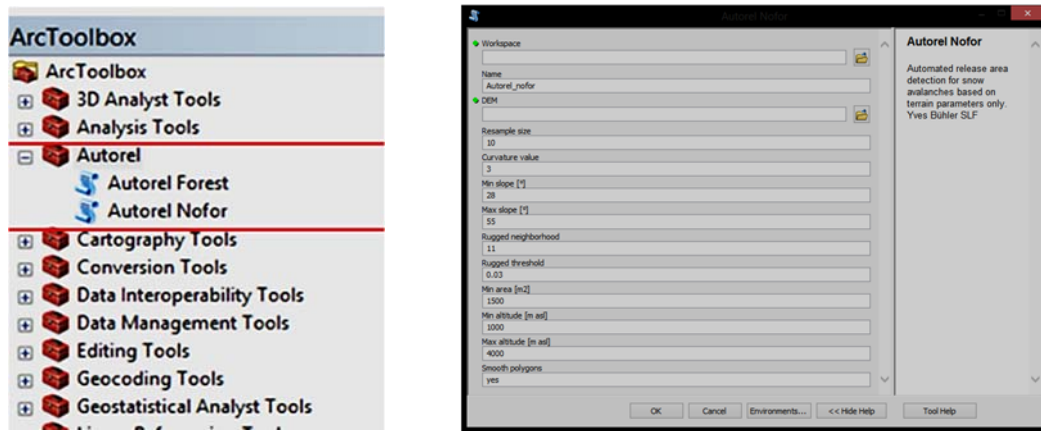 ArcToolbox
ArcToolbox
3D Analyst Tools
Analysis Tools
Autorel
Autorel Forest
Autorel Nofor
Cartography Tools
Conversion Tools
Data Interoperability Tools
Data Management Tools
Editing Tools
Geocoding Tools
Geostatistical Analyst Tools
Autorel Nofor
Workspace
Name
Autorel_nofor
DEM
Resample size
10
Curvature value
3
Min slope [°]
28
Max slope [°]
55
Rugged neighborhood
11
Rugged threshold
0.03
Min area [m2]
1500
Min altitude [m asl]
1000
Max altitude [m asl]
4000
Smooth polygons
yes
OK
Cancel
Environments...
<< Hide Help
Tool Help
Autorel Nofor
Automated release area
detection for snow
avalanches based on
terrain parameters only.
Yves Bühler SLF